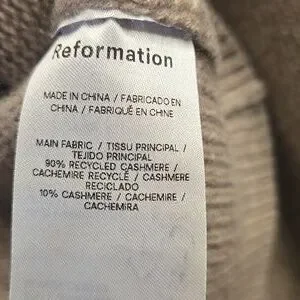 Reformation
MADE IN CHINA / FABRICADO EN
CHINA / FABRIQUÉ EN CHINE
MAIN FABRIC / TISSU PRINCIPAL /
TEJIDO PRINCIPAL
90% RECYCLED CASHMERE /
CACHEMIRE RECYCLÉ / CASHMERE
RECICLADO
10% CASHMERE / CACHEMIRE /
CACHEMIRA